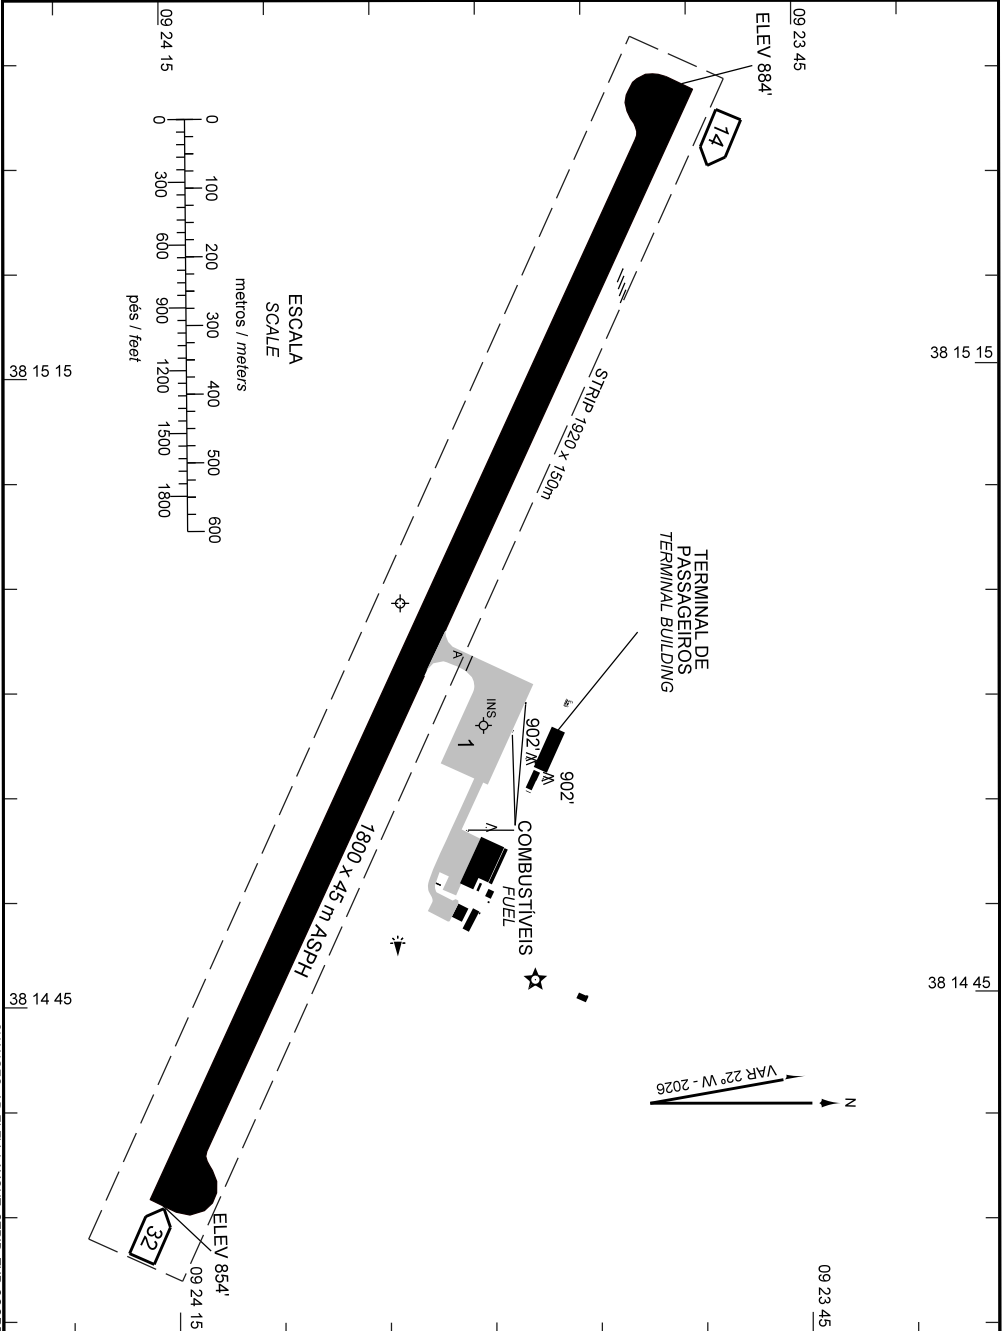 09 24 15
09 23 45
ELEV 884'
14
0
0
100
300
200
600
300
900
400
1200
500
1500
600
1800
metros / meters
pés / feet
ESCALA
SCALE
38 15 15
38 15 15
STRIP 1920 x 150m
TERMINAL DE
PASSAGEIROS
TERMINAL BUILDING
A
INS
1
902'
902'
COMBUSTÍVEIS
FUEL
1800 x 45 m ASPH
38 14 45
38 14 45
VAR 22º W - 2026
N
ELEV 854'
32
09 24 15
09 23 45